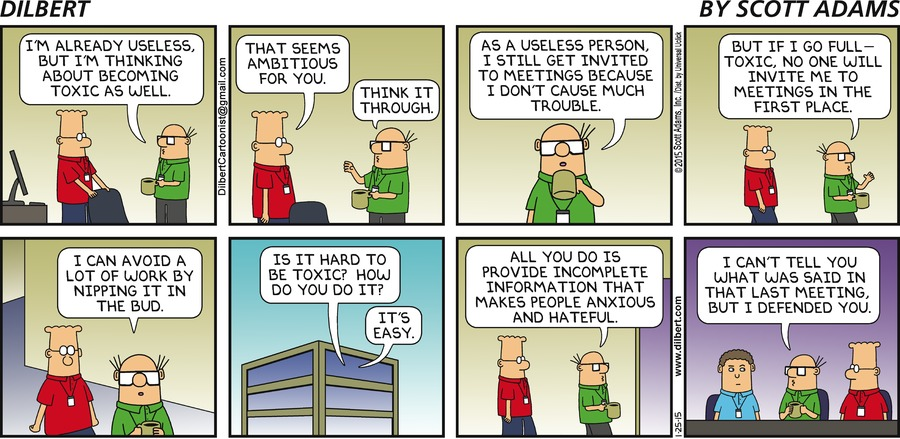 DILBERT
BY SCOTT ADAMS
I'M ALREADY USELESS,
BUT I'M THINKING
ABOUT BECOMING
TOXIC AS WELL.
DilbertCartoonist@gmail.com
THAT SEEMS
AMBITIOUS
FOR YOU.
THINK IT
THROUGH.
AS A USELESS PERSON,
I STILL GET INVITED
TO MEETINGS BECAUSE
I DON'T CAUSE MUCH
TROUBLE.
©2015 Scott Adams, Inc. /Dist. by Universal Uclick
BUT IF I GO FULL-
TOXIC, NO ONE WILL
INVITE ME TO
MEETINGS IN THE
FIRST PLACE.
I CAN AVOID A
LOT OF WORK BY
NIPPING IT IN
THE BUD.
IS IT HARD TO
BE TOXIC? HOW
DO YOU DO IT?
IT'S
EASY.
ALL YOU DO IS
PROVIDE INCOMPLETE
INFORMATION THAT
MAKES PEOPLE ANXIOUS
AND HATEFUL.
1-25-15
www.dilbert.com
I CAN'T TELL YOU
WHAT WAS SAID IN
THAT LAST MEETING,
BUT I DEFENDED YOU.